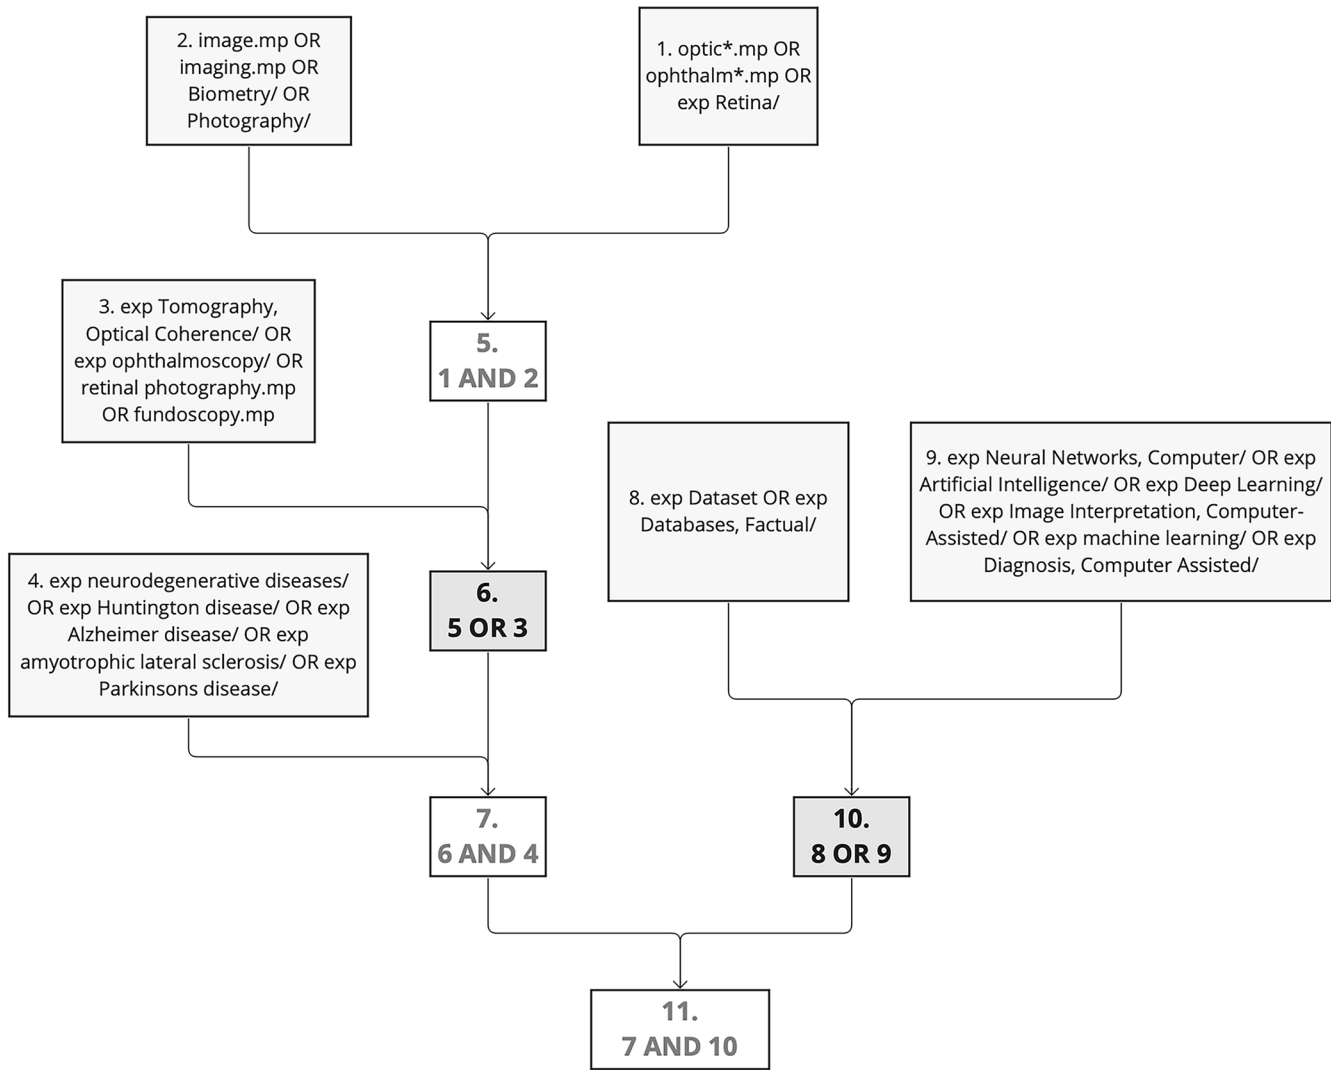 2. image.mp OR
imaging.mp OR
Biometry/ OR
Photography/
1. optic*.mp OR
ophthalm*.mp OR
exp Retina/
3. exp Tomography,
Optical Coherence/ OR
exp ophthalmoscopy/ OR
retinal photography.mp
OR fundoscopy.mp
5.
1 AND 2
8. exp Dataset OR exp
Databases, Factual/
9. exp Neural Networks, Computer/ OR exp
Artificial Intelligence/ OR exp Deep Learning/
OR exp Image Interpretation, Computer-
Assisted/ OR exp machine learning/ OR exp
Diagnosis, Computer Assisted/
4. exp neurodegenerative diseases/
OR exp Huntington disease/ OR exp
Alzheimer disease/ OR exp
amyotrophic lateral sclerosis/ OR exp
Parkinsons disease/
6.
5 OR 3
7.
6 AND 4
10.
8 OR 9
11.
7 AND 10